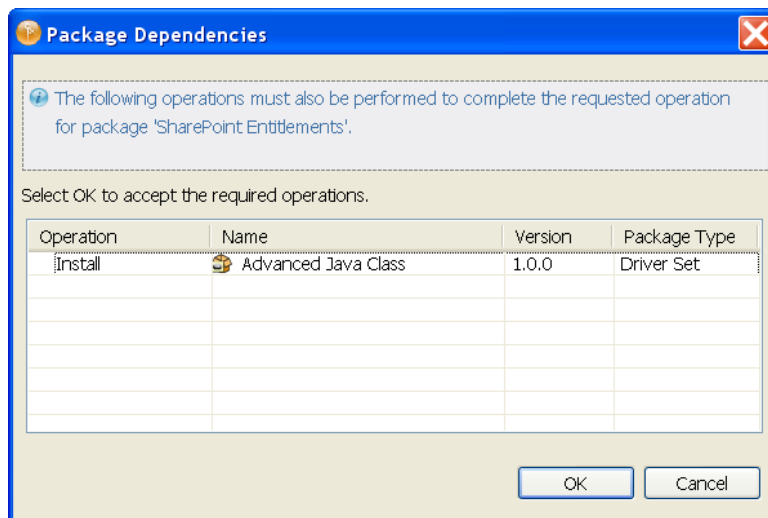 Package Dependencies
The following operations must also be performed to complete the requested operation
for package 'SharePoint Entitlements'.
Select OK to accept the required operations.
Operation Name Version Package Type
Install Advanced Java Class 1.0.0 Driver Set
OK Cancel